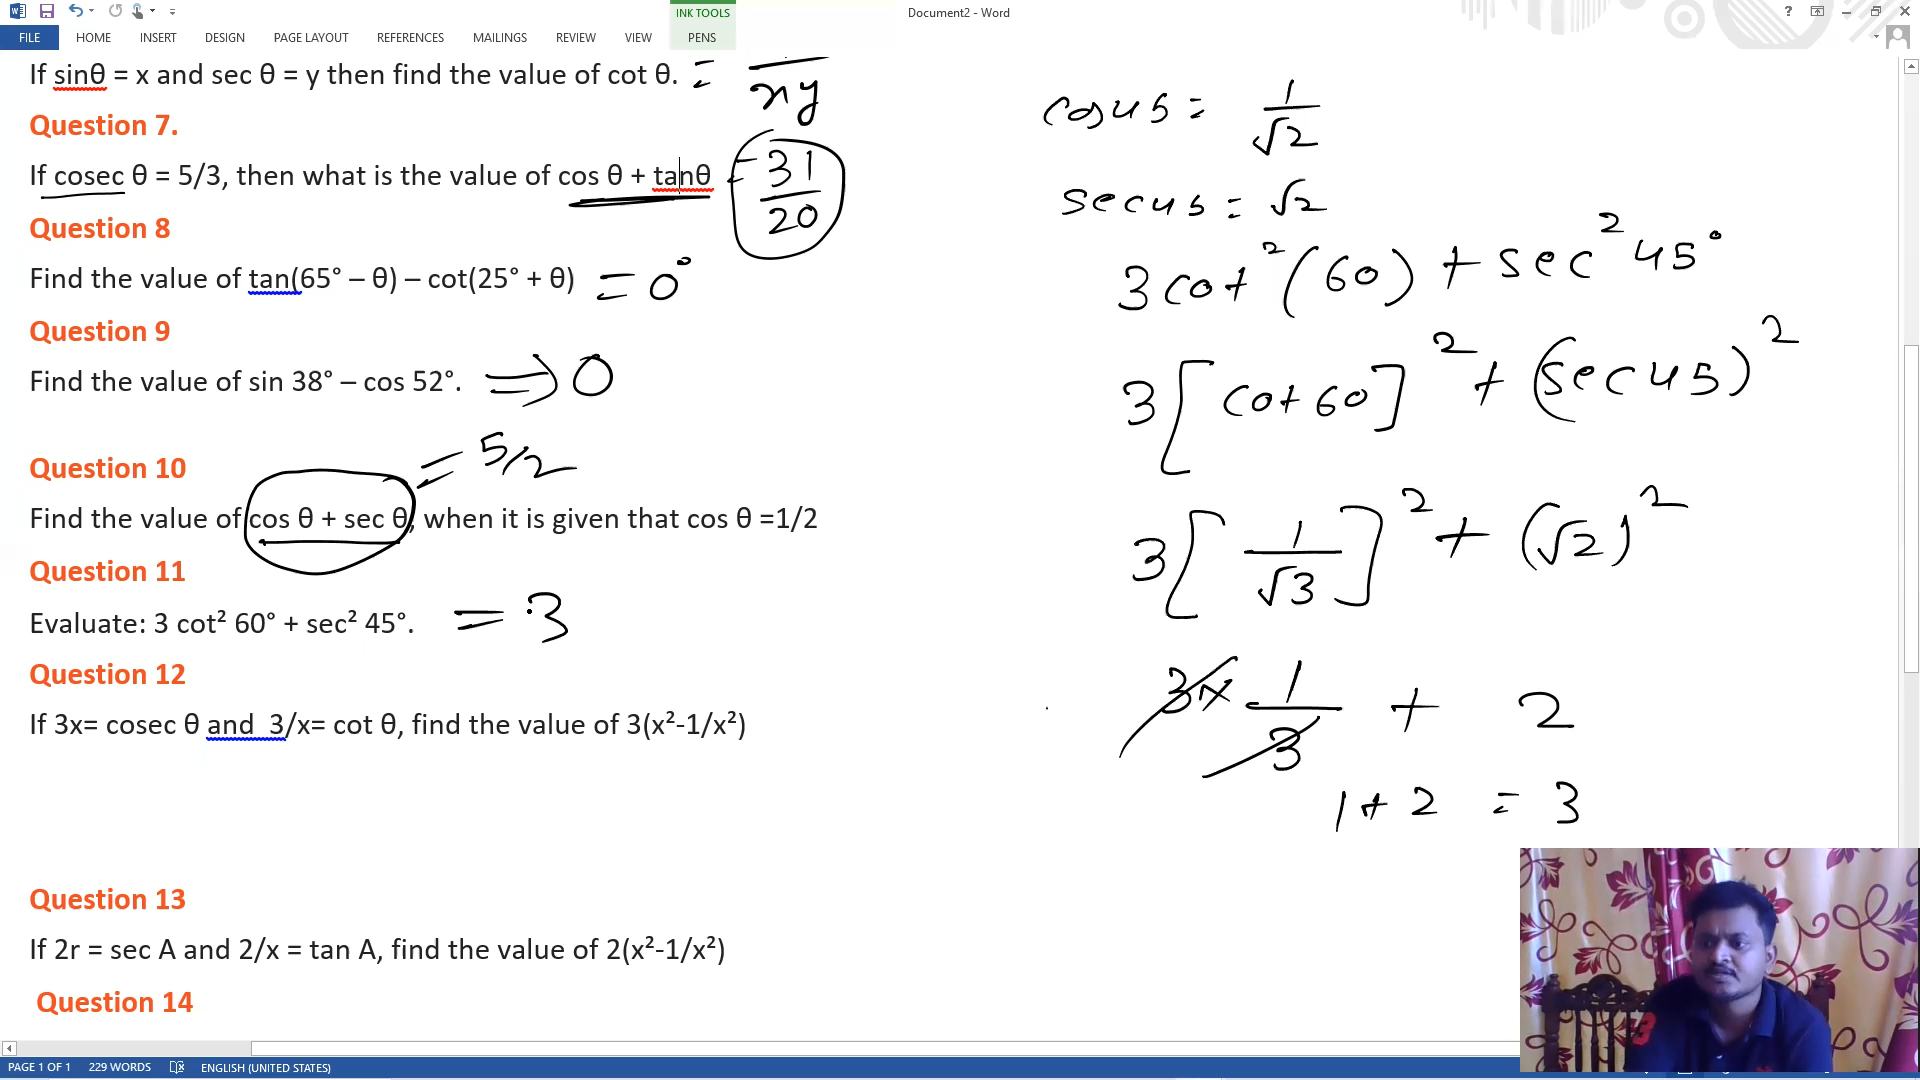 Document2 - Word
INK TOOLS
FILE HOME INSERT DESIGN PAGE LAYOUT REFERENCES MAILINGS REVIEW VIEW PENS
If sinθ = x and sec θ = y then find the value of cot θ. = xy
Question 7.
If cosec θ = 5/3, then what is the value of cos θ + tanθ = 31/20
Question 8
Find the value of tan(65° – θ) – cot(25° + θ) = 0°
Question 9
Find the value of sin 38° – cos 52°. ⇒ 0
Question 10 = 5/2
Find the value of cos θ + sec θ, when it is given that cos θ =1/2
Question 11
Evaluate: 3 cot² 60° + sec² 45°. = 3
Question 12
If 3x= cosec θ and 3/x= cot θ, find the value of 3(x²-1/x²)
Question 13
If 2r = sec A and 2/x = tan A, find the value of 2(x²-1/x²)
Question 14
cos45 = 1/√2
sec45 = √2
3cot²(60) + sec²45°
3[cot60]² + (sec45)²
3[1/√3]² + (√2)²
3x 1/3 + 2
1+2 = 3
PAGE 1 OF 1 229 WORDS ENGLISH (UNITED STATES)